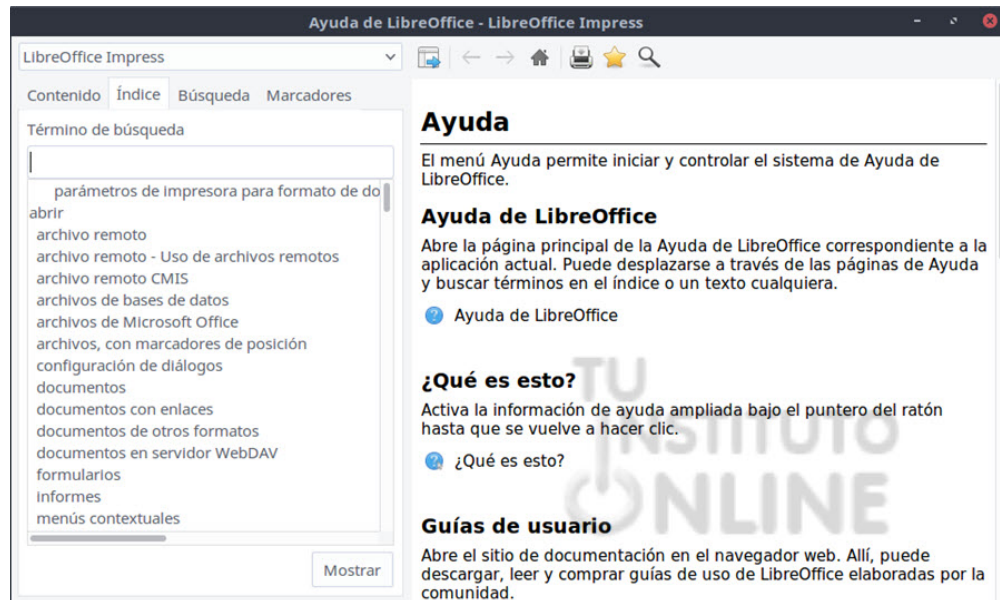 Ayuda de LibreOffice - LibreOffice Impress
LibreOffice Impress
Contenido Índice Búsqueda Marcadores
Término de búsqueda
parámetros de impresora para formato de do
abrir
archivo remoto
archivo remoto - Uso de archivos remotos
archivo remoto CMIS
archivos de bases de datos
archivos de Microsoft Office
archivos, con marcadores de posición
configuración de diálogos
documentos
documentos con enlaces
documentos de otros formatos
documentos en servidor WebDAV
formularios
informes
menús contextuales
Mostrar
Ayuda
El menú Ayuda permite iniciar y controlar el sistema de Ayuda de
LibreOffice.
Ayuda de LibreOffice
Abre la página principal de la Ayuda de LibreOffice correspondiente a la
aplicación actual. Puede desplazarse a través de las páginas de Ayuda
y buscar términos en el índice o un texto cualquiera.
Ayuda de LibreOffice
¿Qué es esto?
Activa la información de ayuda ampliada bajo el puntero del ratón
hasta que se vuelve a hacer clic.
¿Qué es esto?
Guías de usuario
Abre el sitio de documentación en el navegador web. Allí, puede
descargar, leer y comprar guías de uso de LibreOffice elaboradas por la
comunidad.
TU
INSTITUTO
ONLINE